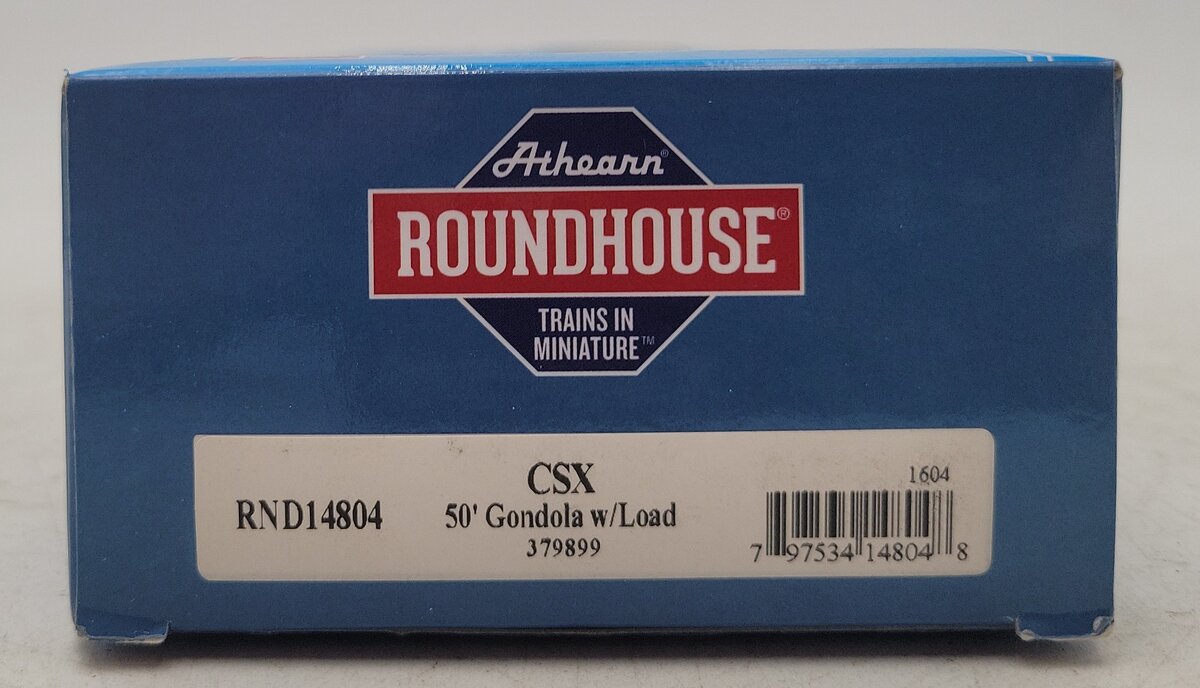 Athearn®
ROUNDHOUSE®
TRAINS IN
MINIATURE™
RND14804
CSX
50' Gondola w/Load
379899
1604
7 97534 14804 8